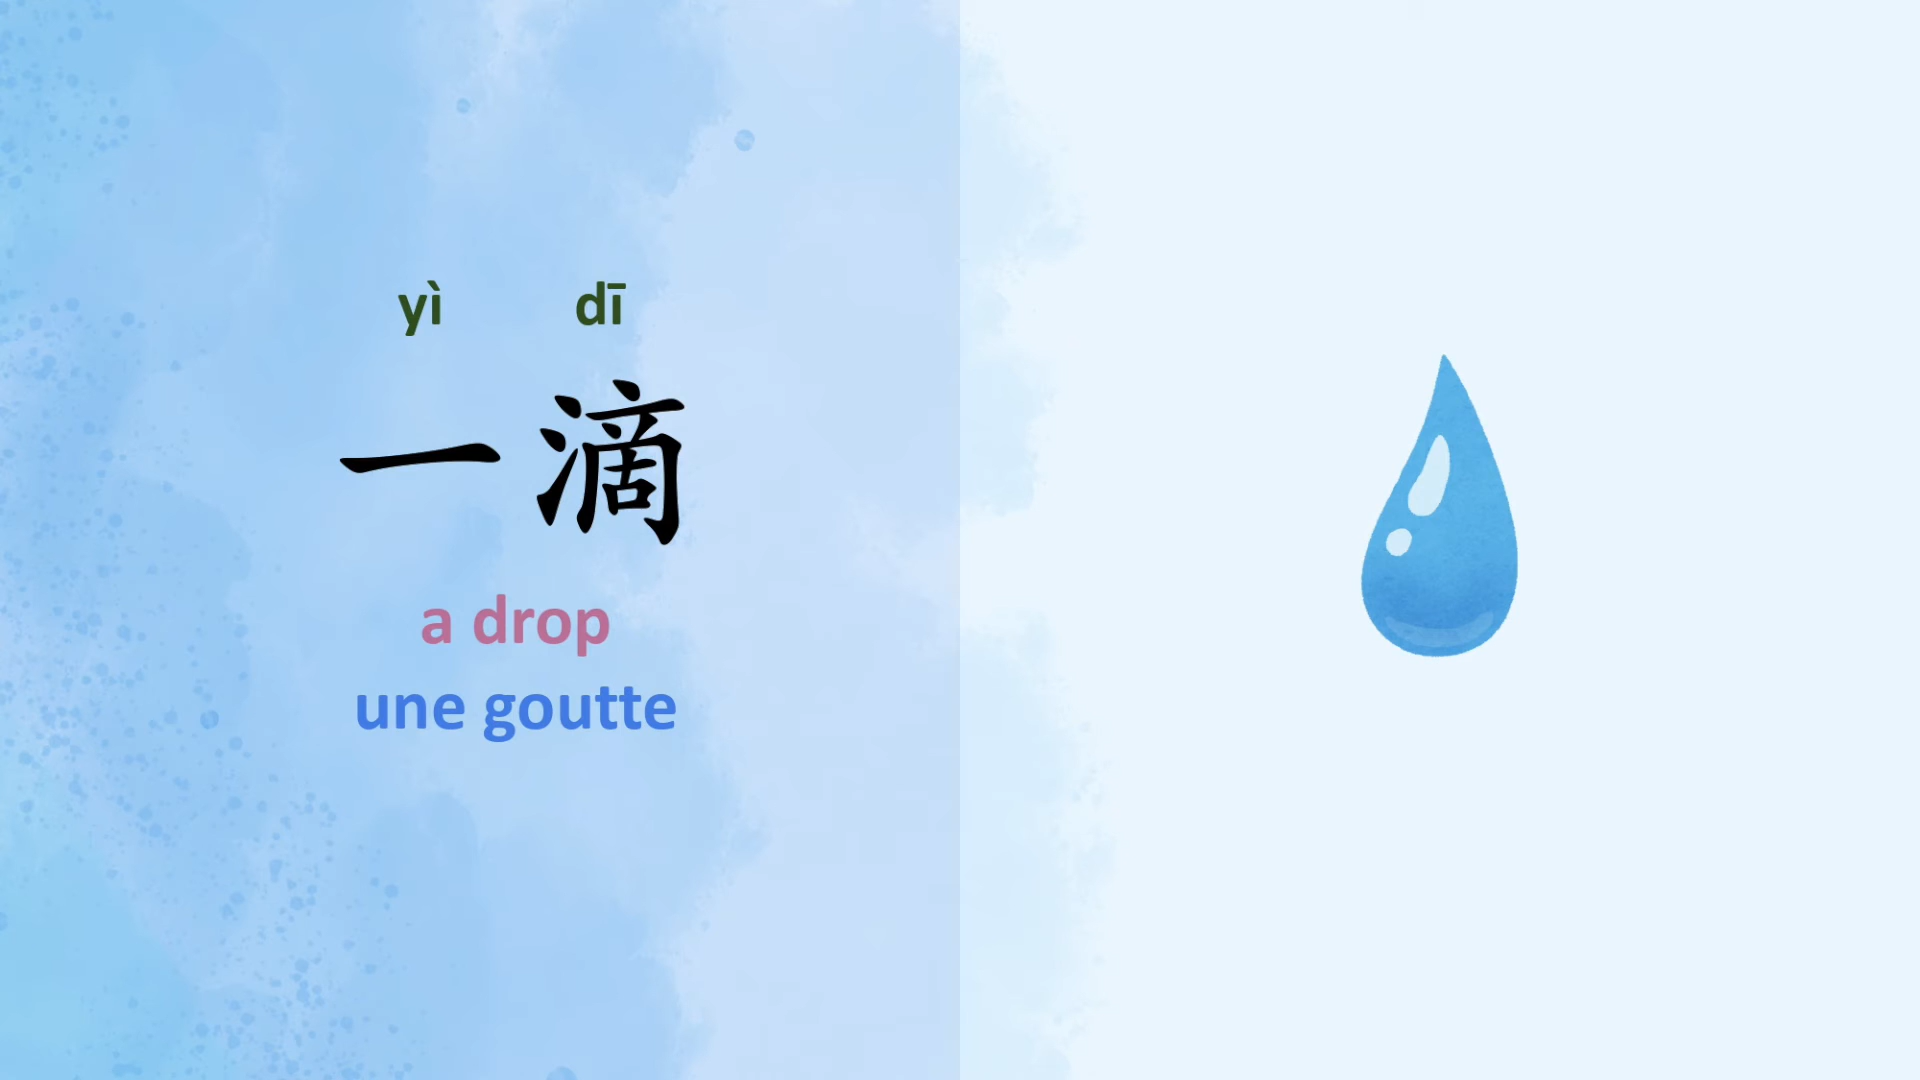 yì dī
一滴
a drop
une goutte